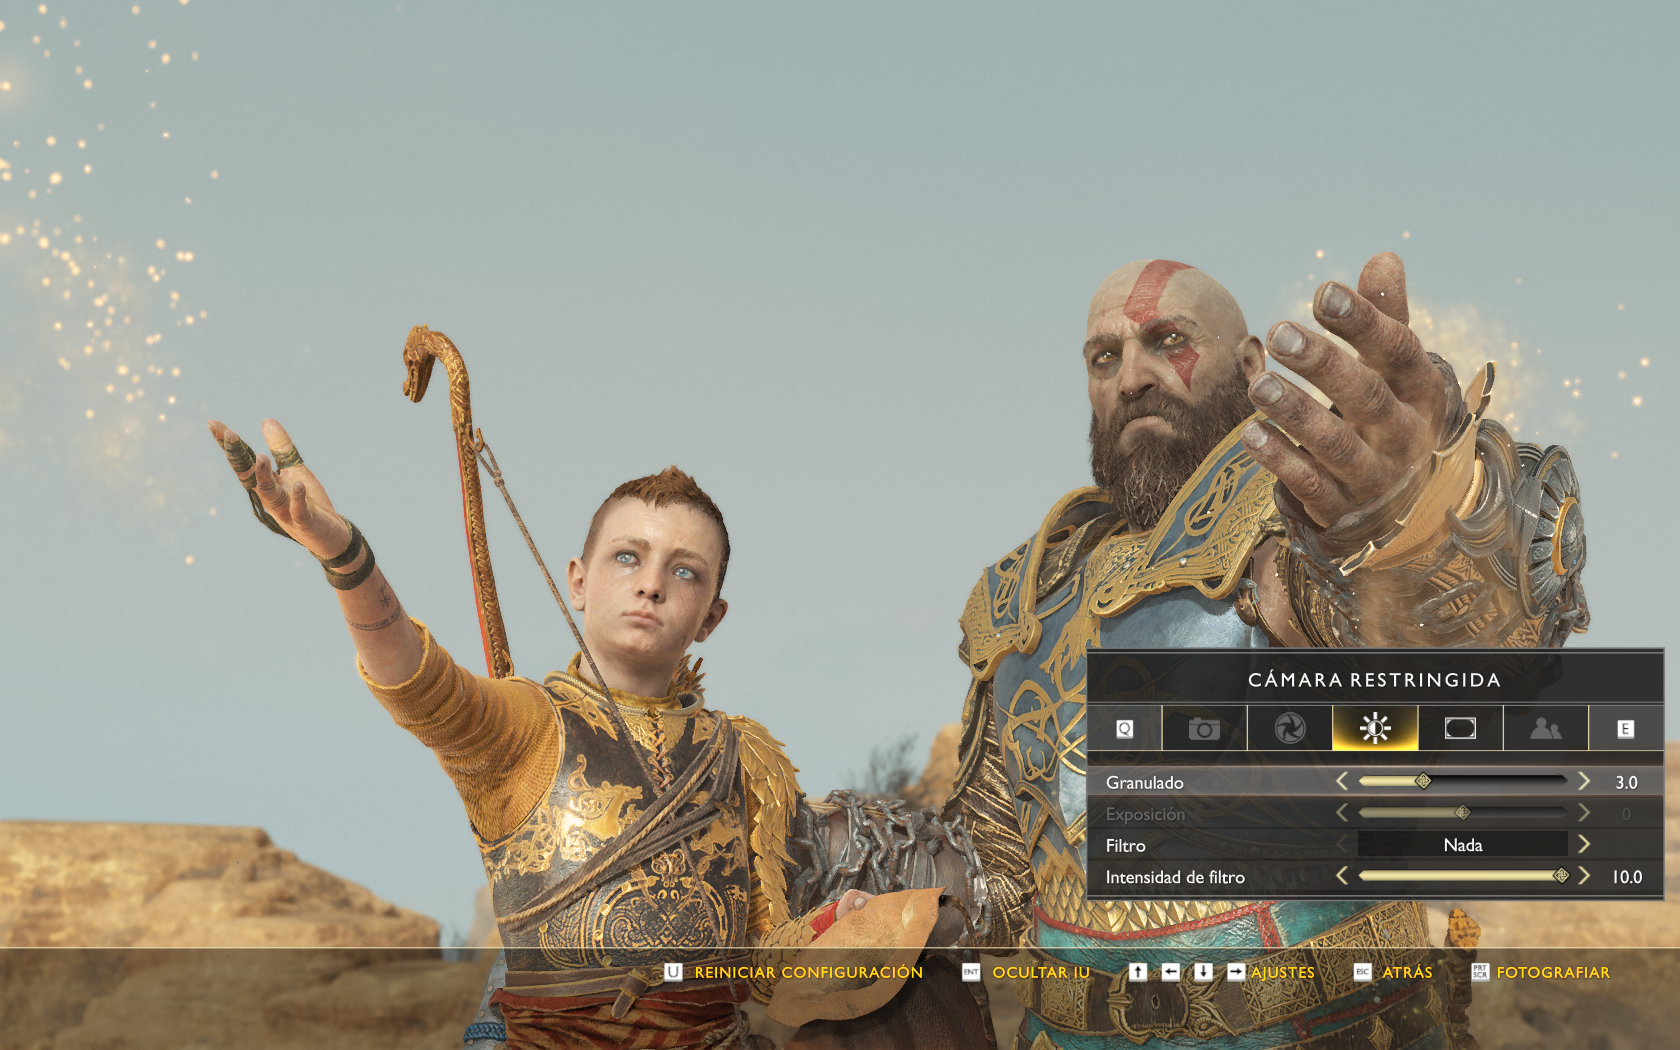 CÁMARA RESTRINGIDA
Q E
Granulado 3.0
Exposición 0
Filtro Nada
Intensidad de filtro 10.0
U REINICIAR CONFIGURACIÓN ENT OCULTAR IU AJUSTES ESC ATRÁS PRT SCR FOTOGRAFIAR